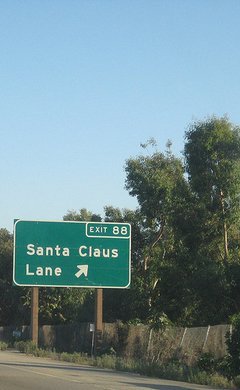 EXIT 88
Santa Claus
Lane ↗